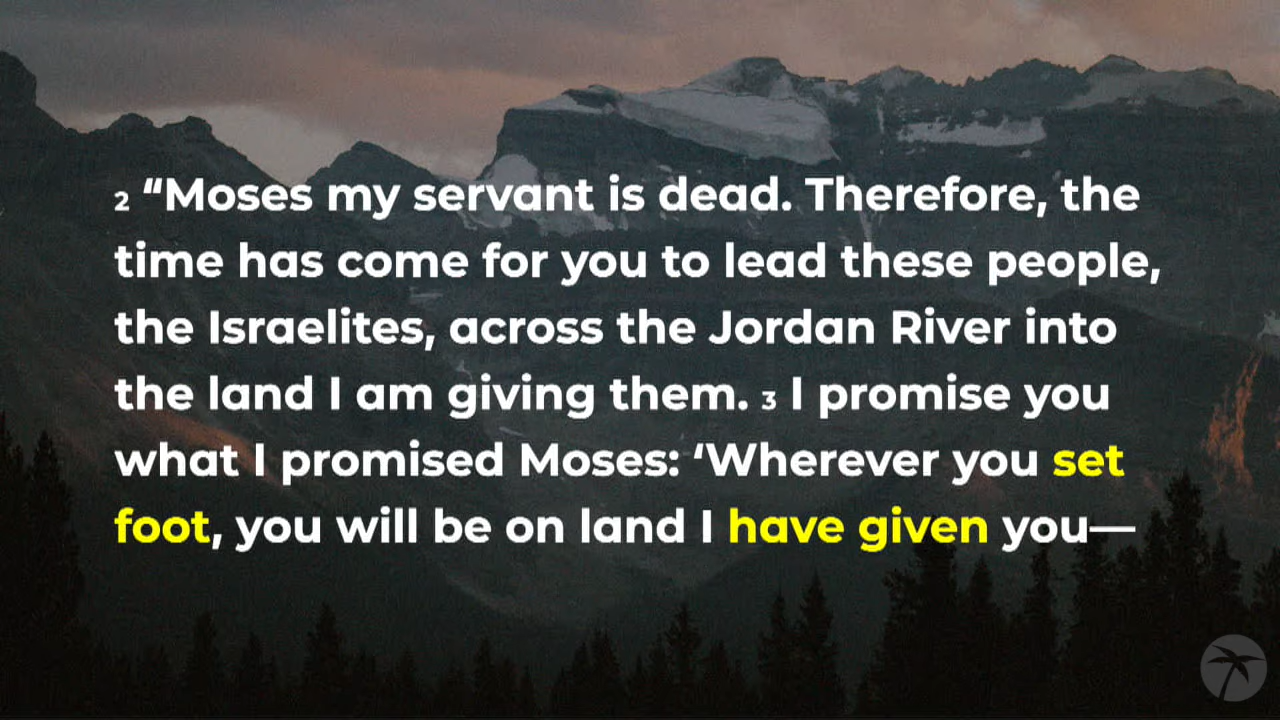 2 “Moses my servant is dead. Therefore, the
time has come for you to lead these people,
the Israelites, across the Jordan River into
the land I am giving them. 3 I promise you
what I promised Moses: ‘Wherever you set
foot, you will be on land I have given you—